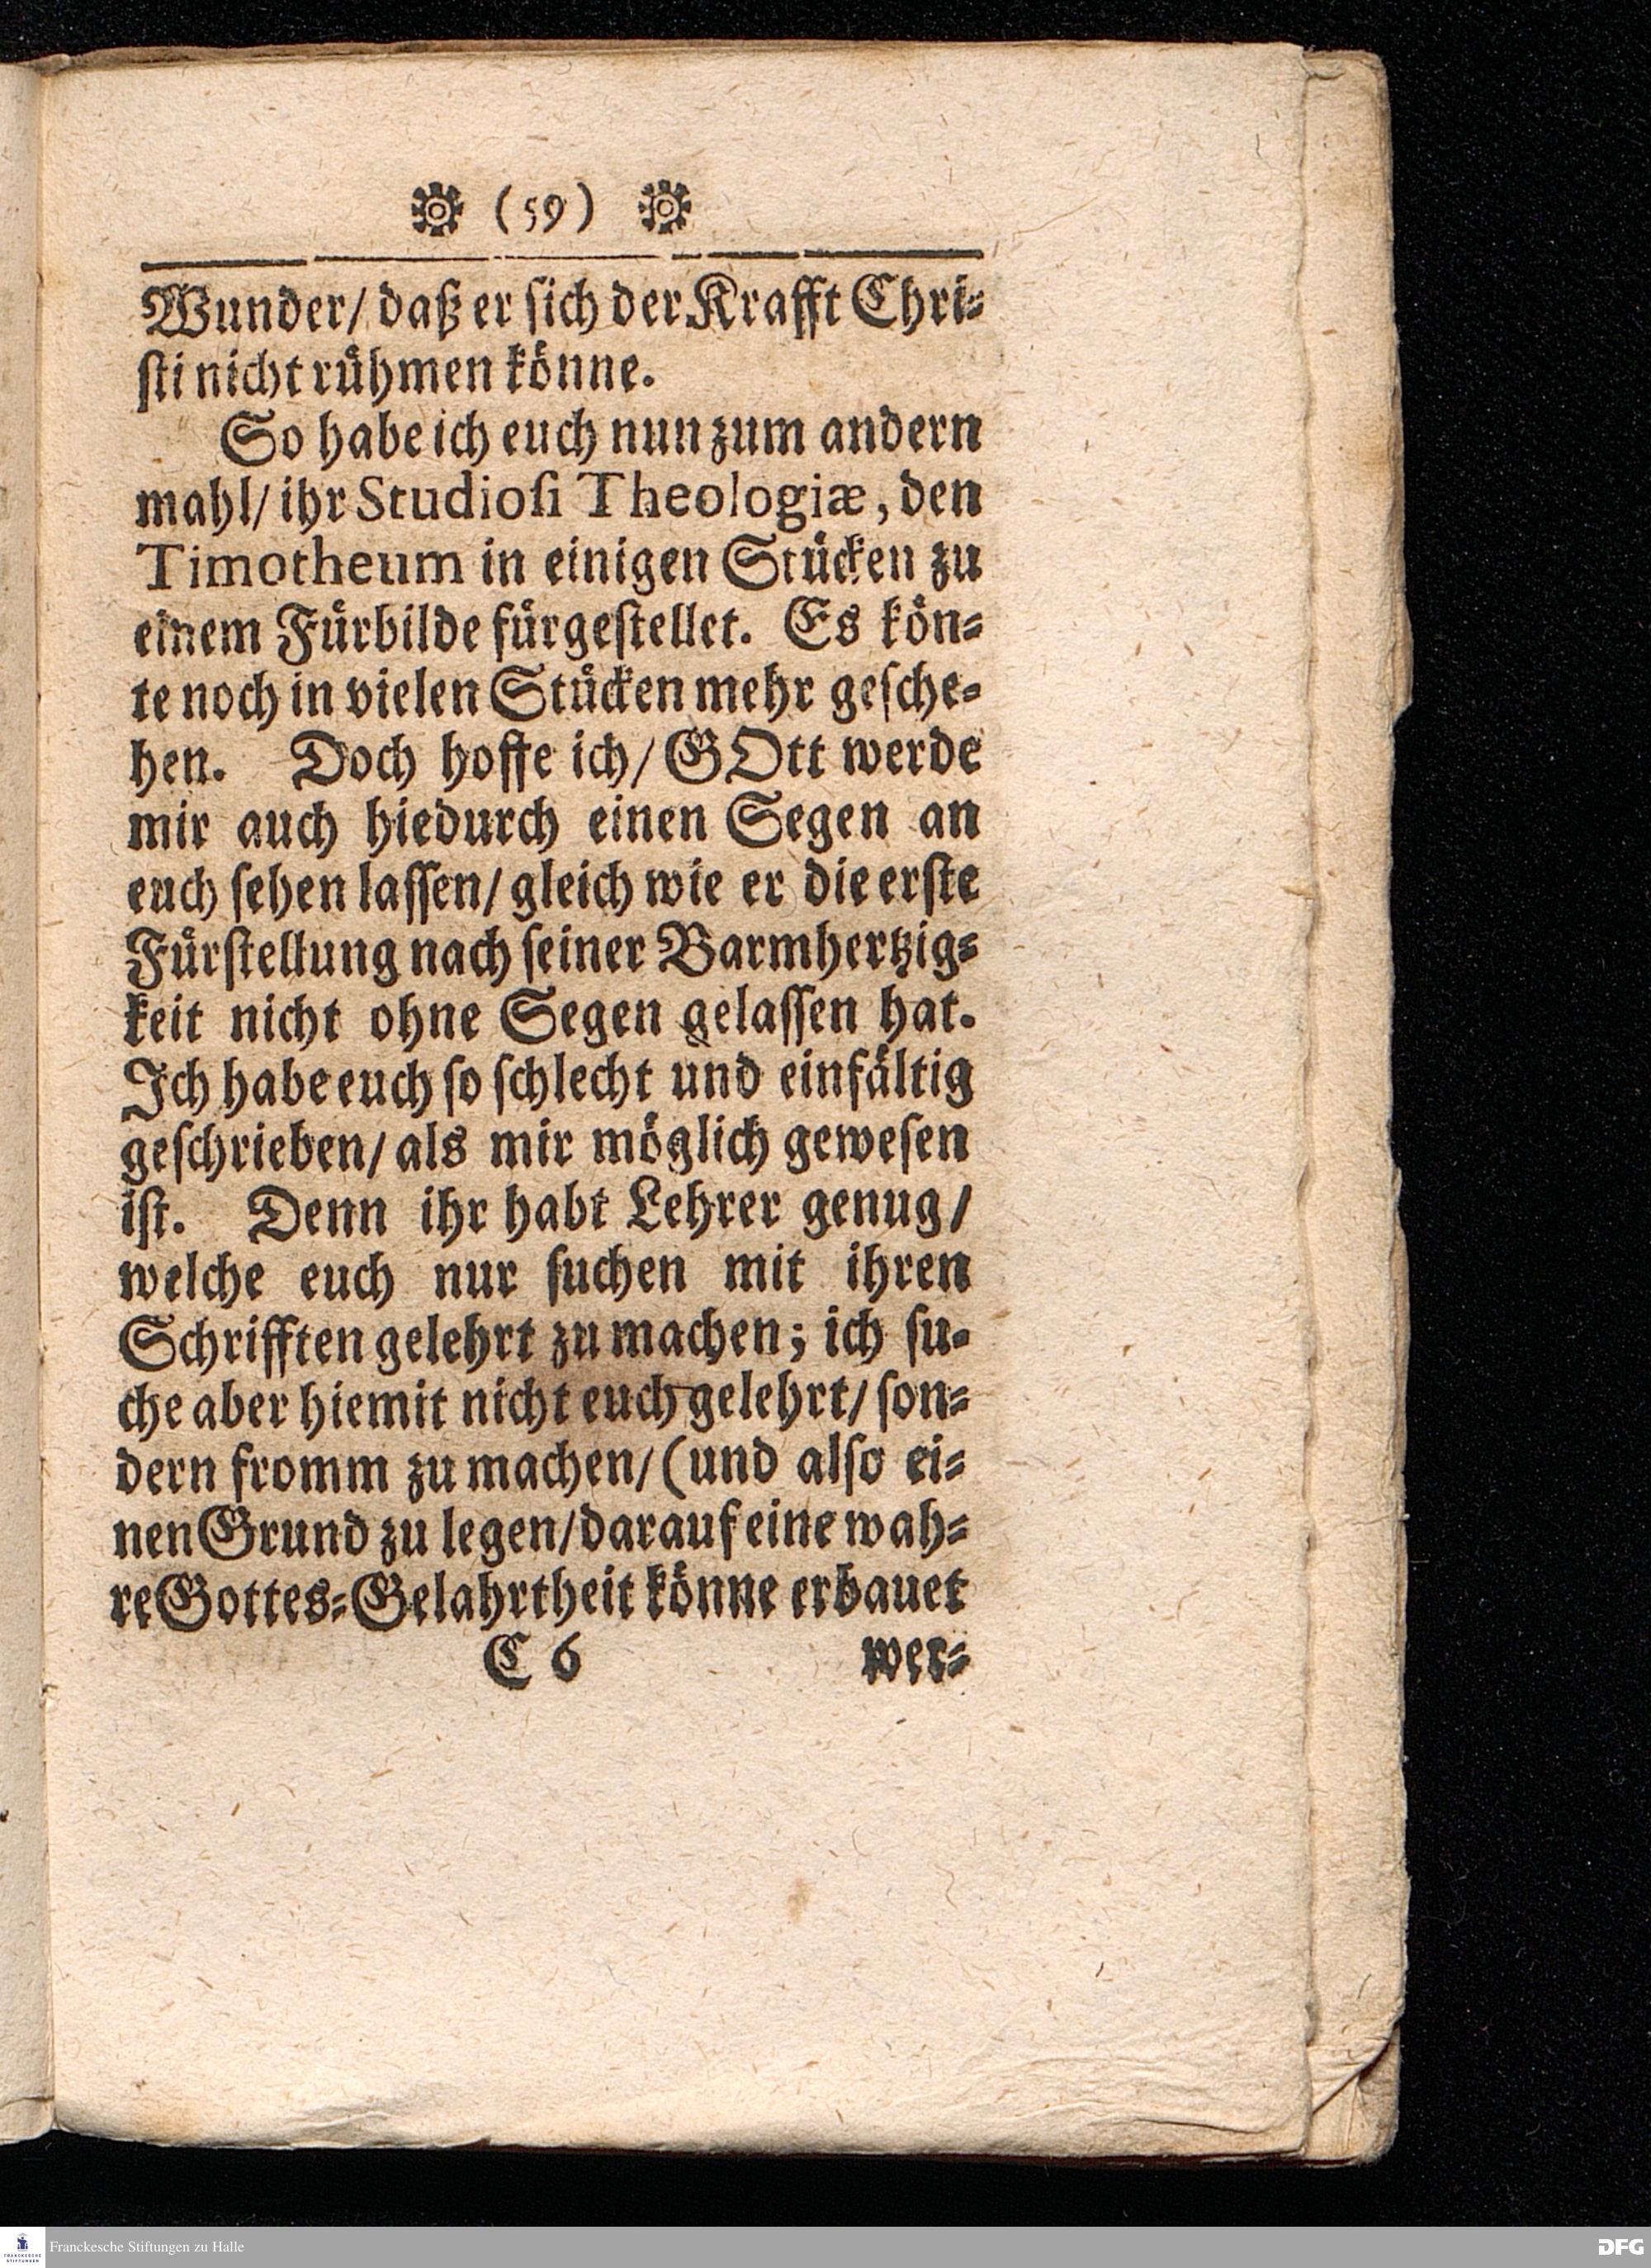 (59)
Wunder/ daß er ſich der Krafft Chri⸗
ſti nicht rühmen könne.
So habe ich euch nun zum andern
mahl/ ihr Studioſi Theologiæ, den
Timotheum in einigen Stücken zu
einem Fürbilde fürgeſtellet. Es kön⸗
te noch in vielen Stücken mehr geſche⸗
hen. Doch hoffe ich/ GOtt werde
mir auch hiedurch einen Segen an
euch ſehen laſſen/ gleich wie er die erſte
Fürſtellung nach ſeiner Barmhertzig⸗
keit nicht ohne Segen gelaſſen hat.
Ich habe euch ſo ſchlecht und einfältig
geſchrieben/ als mir möglich geweſen
iſt. Denn ihr habt Lehrer genug/
welche euch nur ſuchen mit ihren
Schrifften gelehrt zu machen; ich ſu⸗
che aber hiemit nicht euch gelehrt/ ſon⸗
dern fromm zu machen/ (und alſo ei⸗
nen Grund zu legen/ darauf eine wah⸗
re Gottes⸗Gelahrtheit könne erbauet
C 6 wer⸗
FRANCKESCHE STIFTUNGEN
Franckesche Stiftungen zu Halle
DFG